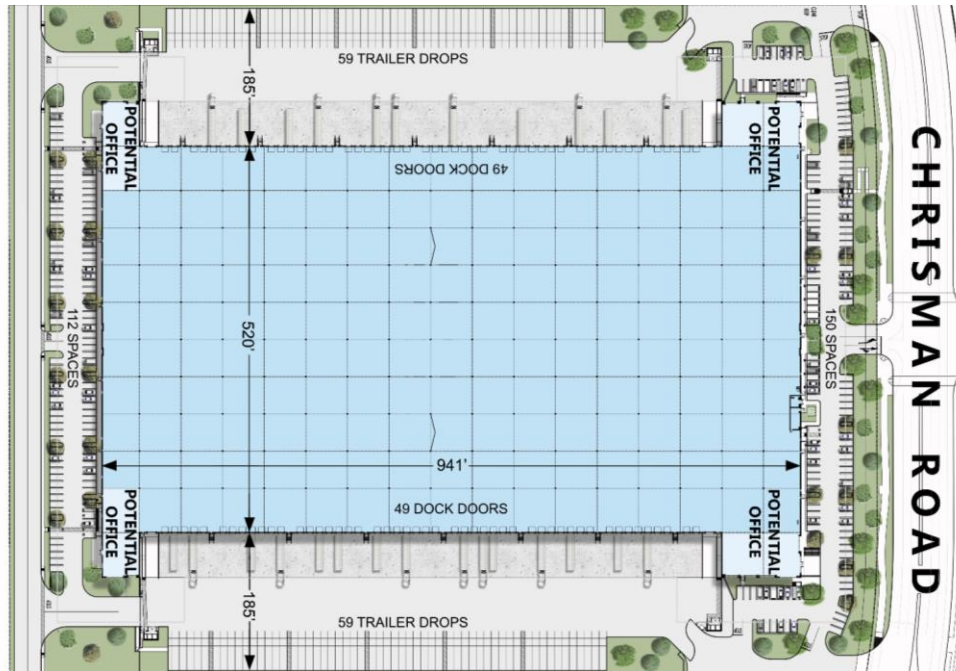 59 TRAILER DROPS
185'
POTENTIAL
OFFICE
POTENTIAL
OFFICE
49 DOCK DOORS
CHRISMAN ROAD
112 SPACES
520'
150 SPACES
941'
49 DOCK DOORS
POTENTIAL
OFFICE
POTENTIAL
OFFICE
185'
59 TRAILER DROPS